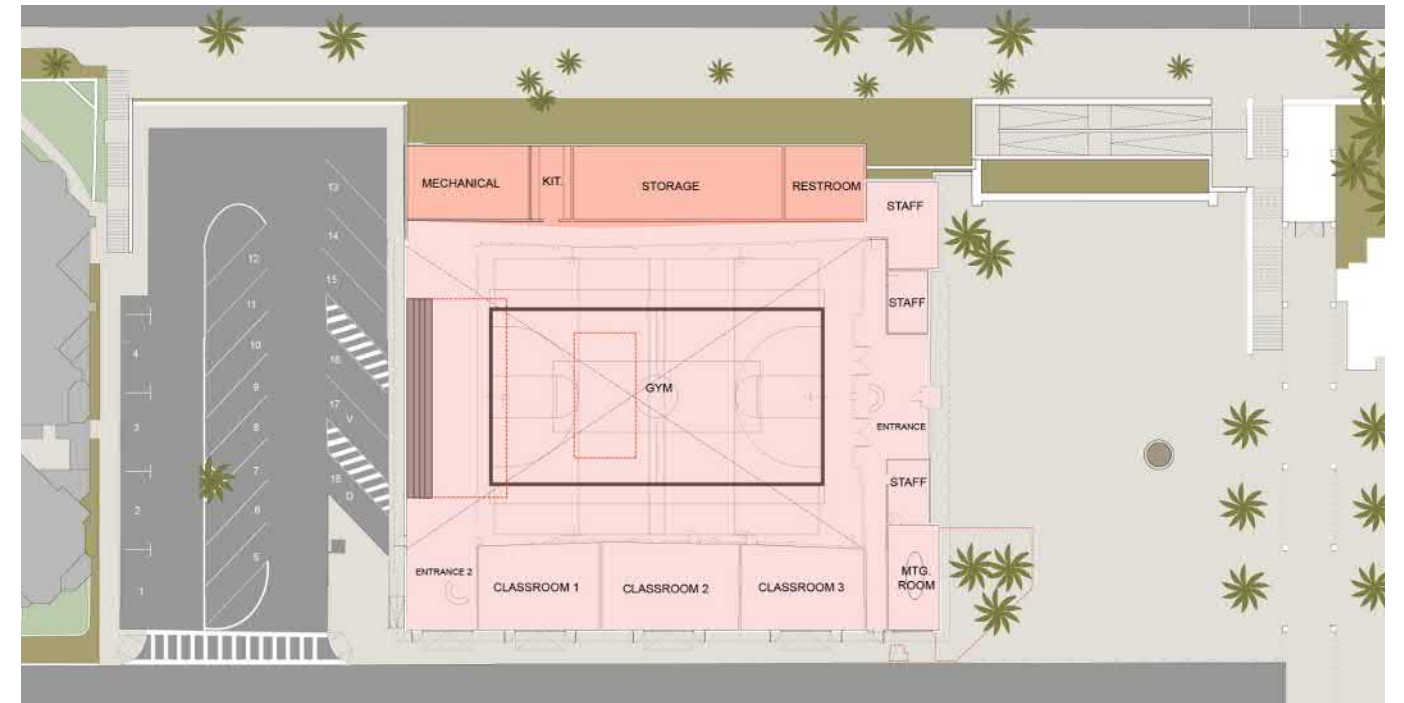 MECHANICAL
KIT.
STORAGE
RESTROOM
STAFF
13
14
12
15
11
STAFF
4
10
16
9
GYM
17
V
3
8
ENTRANCE
7
18
D
STAFF
2
6
5
1
ENTRANCE 2
CLASSROOM 1
CLASSROOM 2
CLASSROOM 3
MTG.
ROOM